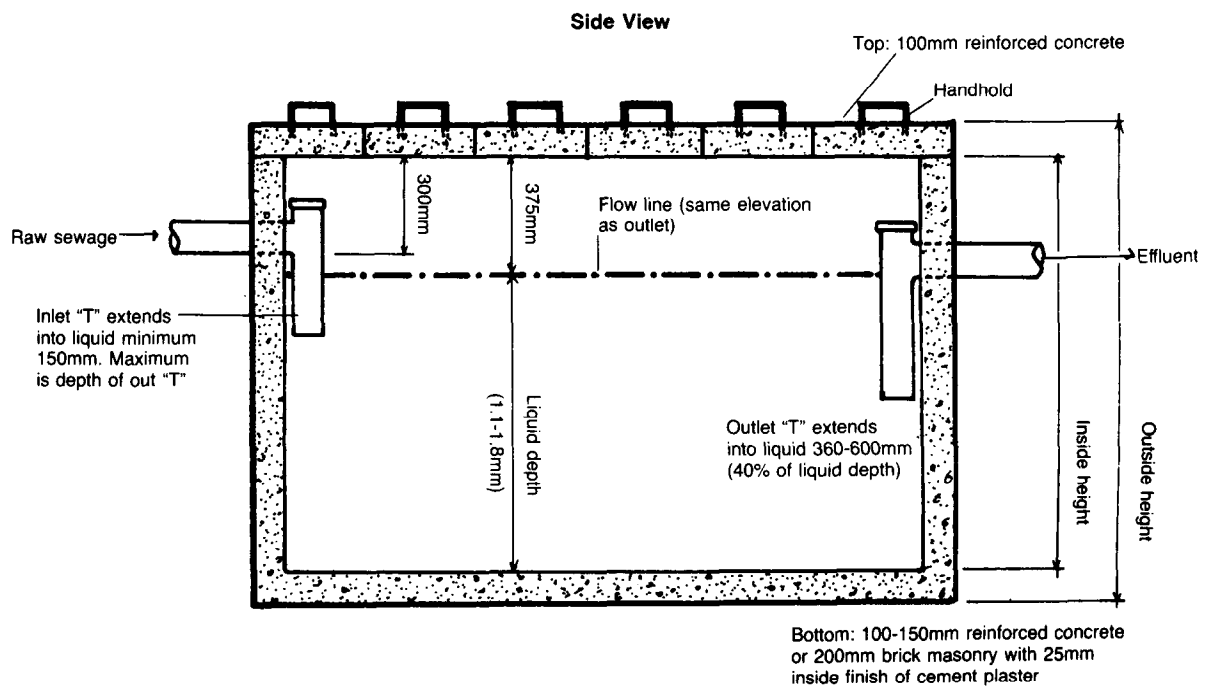 Side View
Top: 100mm reinforced concrete
Handhold
300mm
375mm
Flow line (same elevation
as outlet)
Raw sewage
Effluent
Inlet “T” extends
into liquid minimum
150mm. Maximum
is depth of out “T”
Liquid depth
(1.1-1.8mm)
Outlet “T” extends
into liquid 360-600mm
(40% of liquid depth)
Inside height
Outside height
Bottom: 100-150mm reinforced concrete
or 200mm brick masonry with 25mm
inside finish of cement plaster